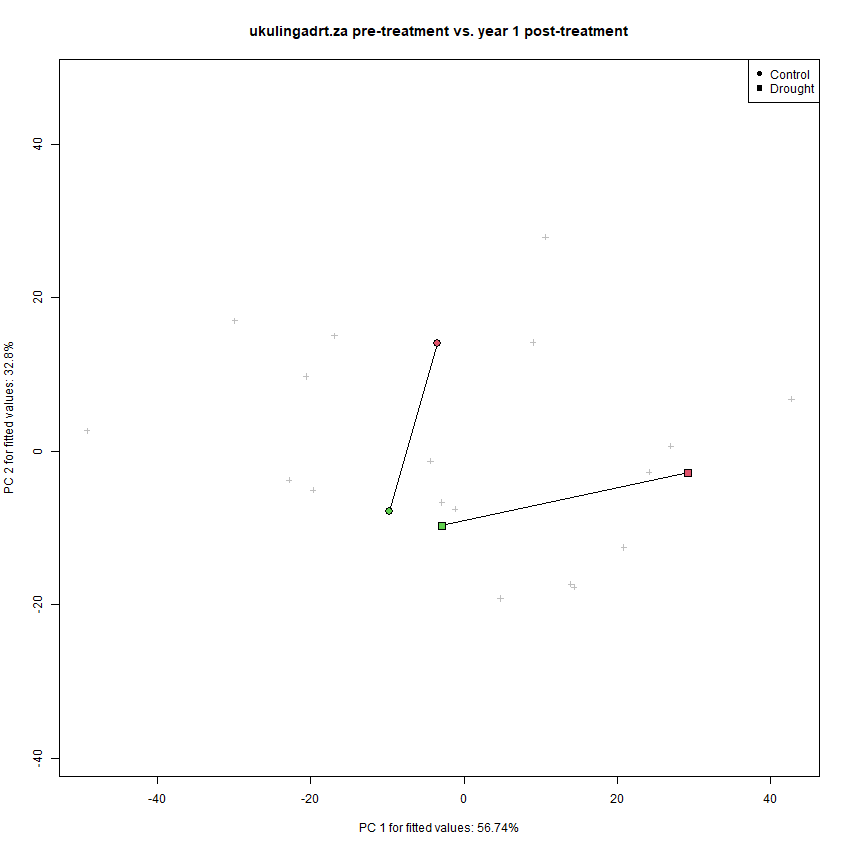 ukulingadrt.za pre-treatment vs. year 1 post-treatment
Control
Drought
40
20
0
-20
-40
PC 2 for fitted values: 32.8%
-40
-20
0
20
40
PC 1 for fitted values: 56.74%